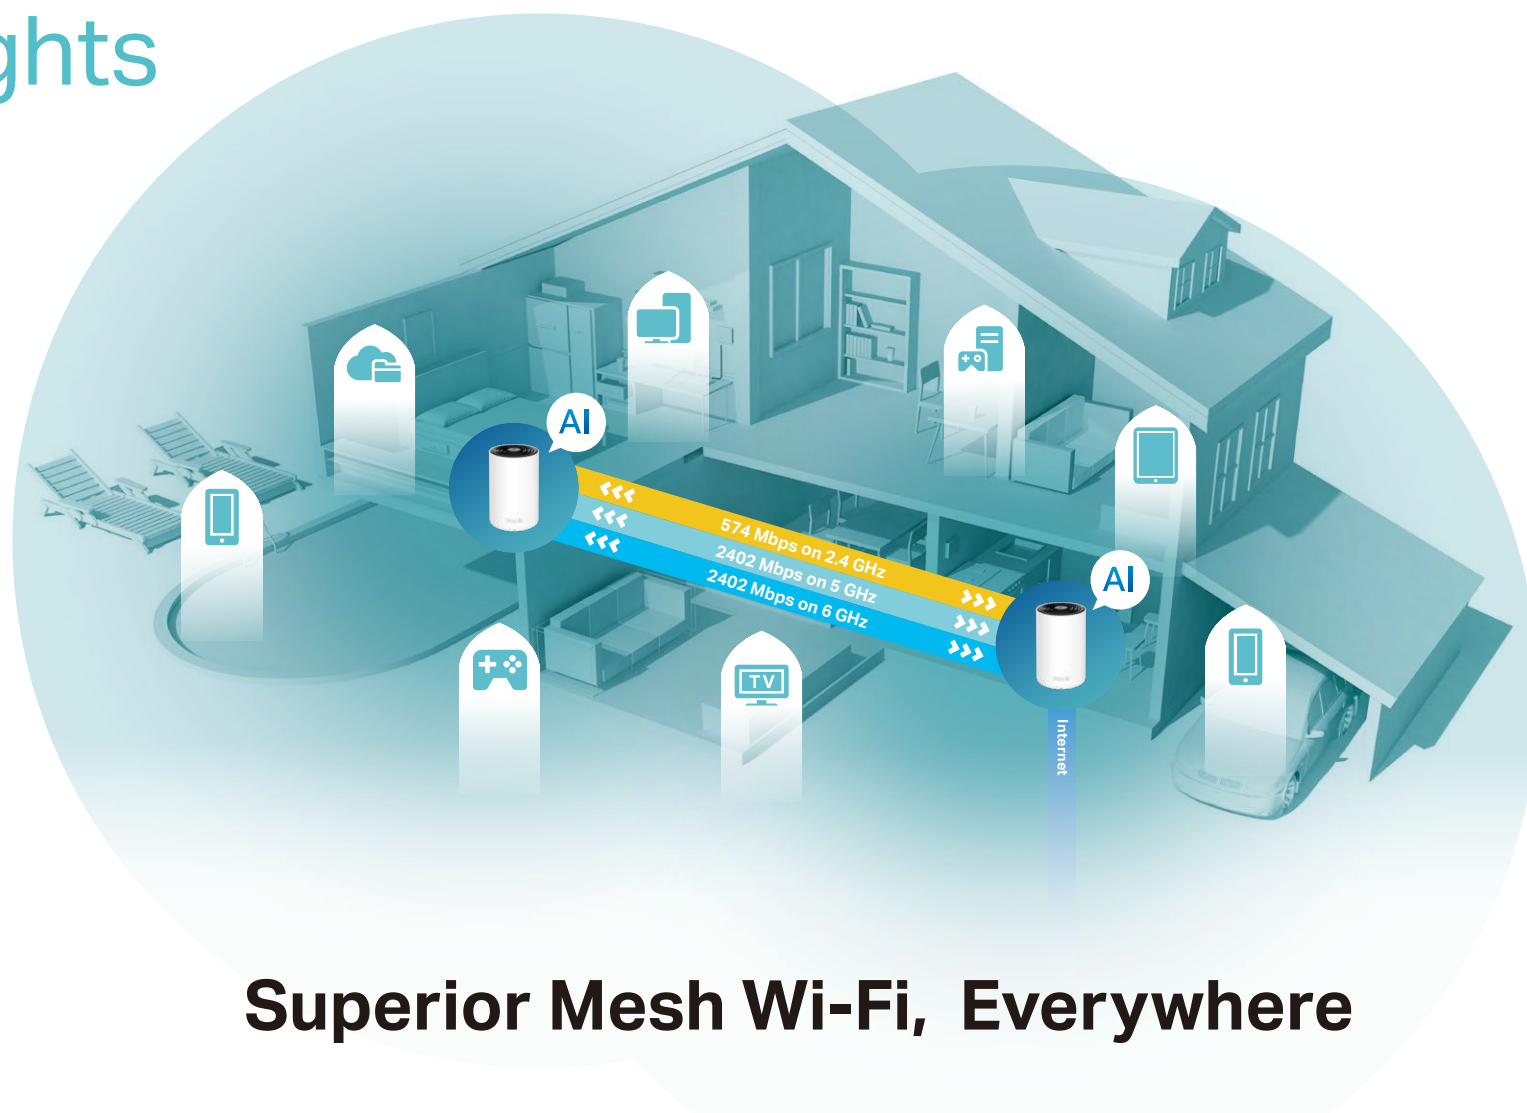 ghts
AI
574 Mbps on 2.4 GHz
2402 Mbps on 5 GHz
2402 Mbps on 6 GHz
AI
TV
Internet
Superior Mesh Wi-Fi, Everywhere